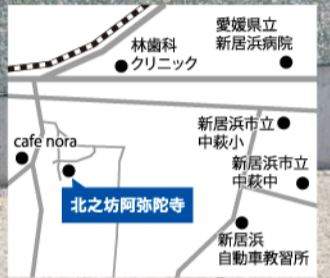 愛媛県立
新居浜病院
林歯科
クリニック
新居浜市立
中萩小
cafe nora
新居浜市立
中萩中
北之坊阿弥陀寺
新居浜
自動車教習所